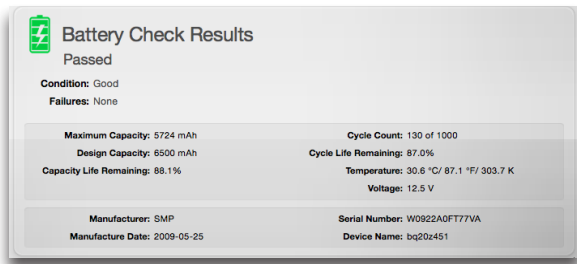 Battery Check Results
Passed
Condition: Good
Failures: None
Maximum Capacity: 5724 mAh
Cycle Count: 130 of 1000
Design Capacity: 6500 mAh
Cycle Life Remaining: 87.0%
Capacity Life Remaining: 88.1%
Temperature: 30.6 °C/ 87.1 °F/ 303.7 K
Voltage: 12.5 V
Manufacturer: SMP
Serial Number: W0922A0FT77VA
Manufacture Date: 2009-05-25
Device Name: bq20z451